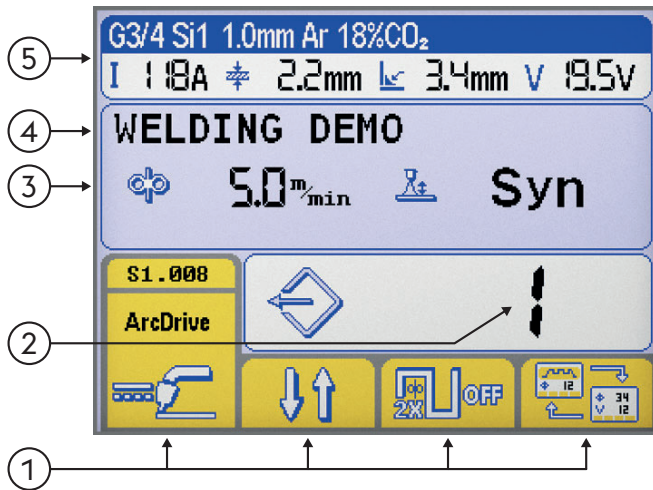 G3/4 Si1 1.0mm Ar 18%CO₂
5
I 118A 2.2mm 3.4mm V 19.5V
4
WELDING DEMO
3
5.0 m/min Syn
S1.008
ArcDrive
1
2
2X OFF
12
34
V 12
1